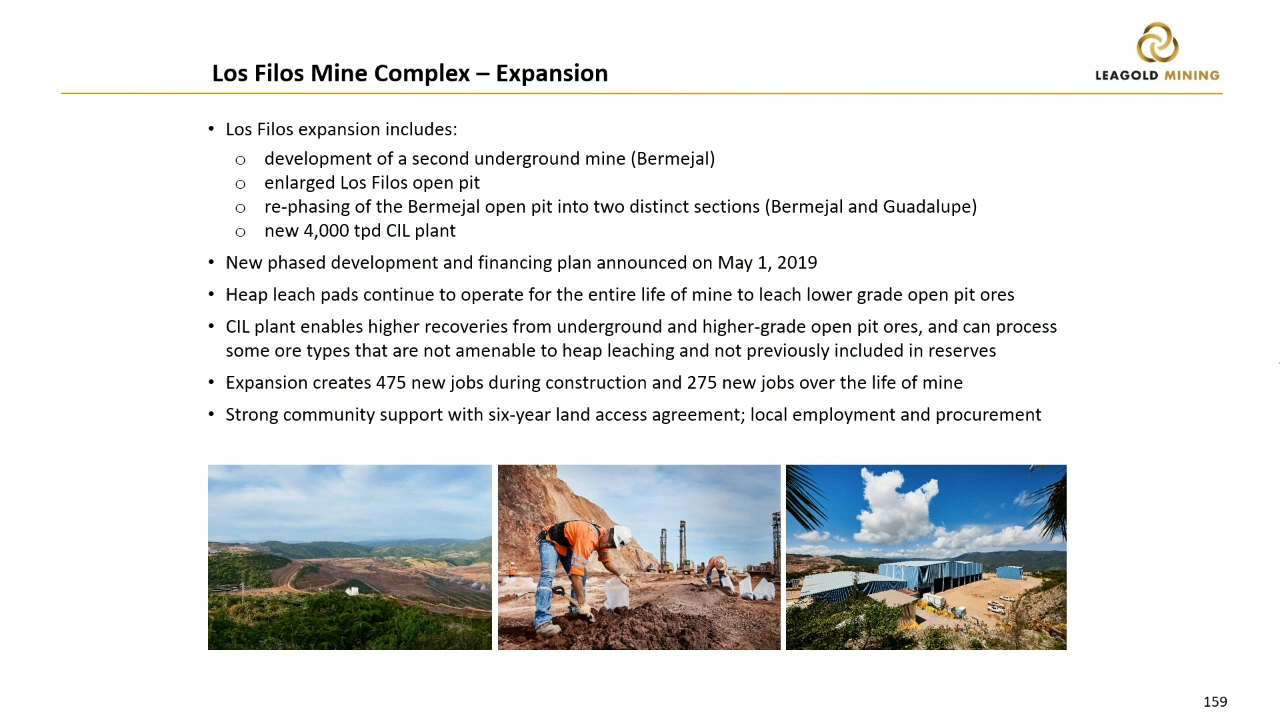 Los Filos Mine Complex – Expansion
LEAGOLD MINING
• Los Filos expansion includes:
o development of a second underground mine (Bermejal)
o enlarged Los Filos open pit
o re-phasing of the Bermejal open pit into two distinct sections (Bermejal and Guadalupe)
o new 4,000 tpd CIL plant
• New phased development and financing plan announced on May 1, 2019
• Heap leach pads continue to operate for the entire life of mine to leach lower grade open pit ores
• CIL plant enables higher recoveries from underground and higher-grade open pit ores, and can process
some ore types that are not amenable to heap leaching and not previously included in reserves
• Expansion creates 475 new jobs during construction and 275 new jobs over the life of mine
• Strong community support with six-year land access agreement; local employment and procurement
159